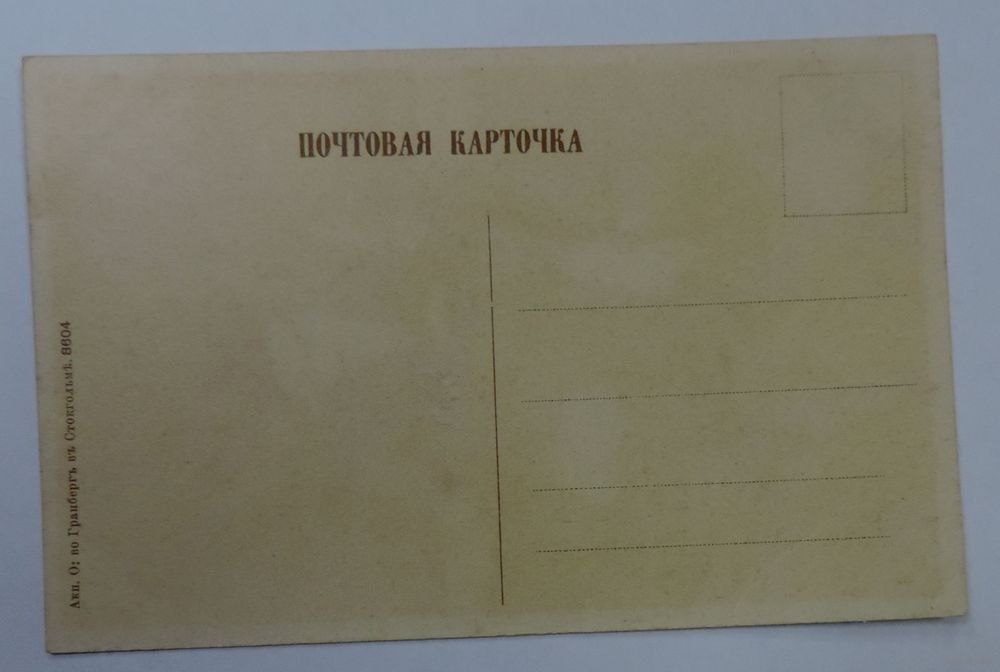 ПОЧТОВАЯ КАРТОЧКА
Акц. О: во Гранбергъ въ Стокгольмѣ. 8604